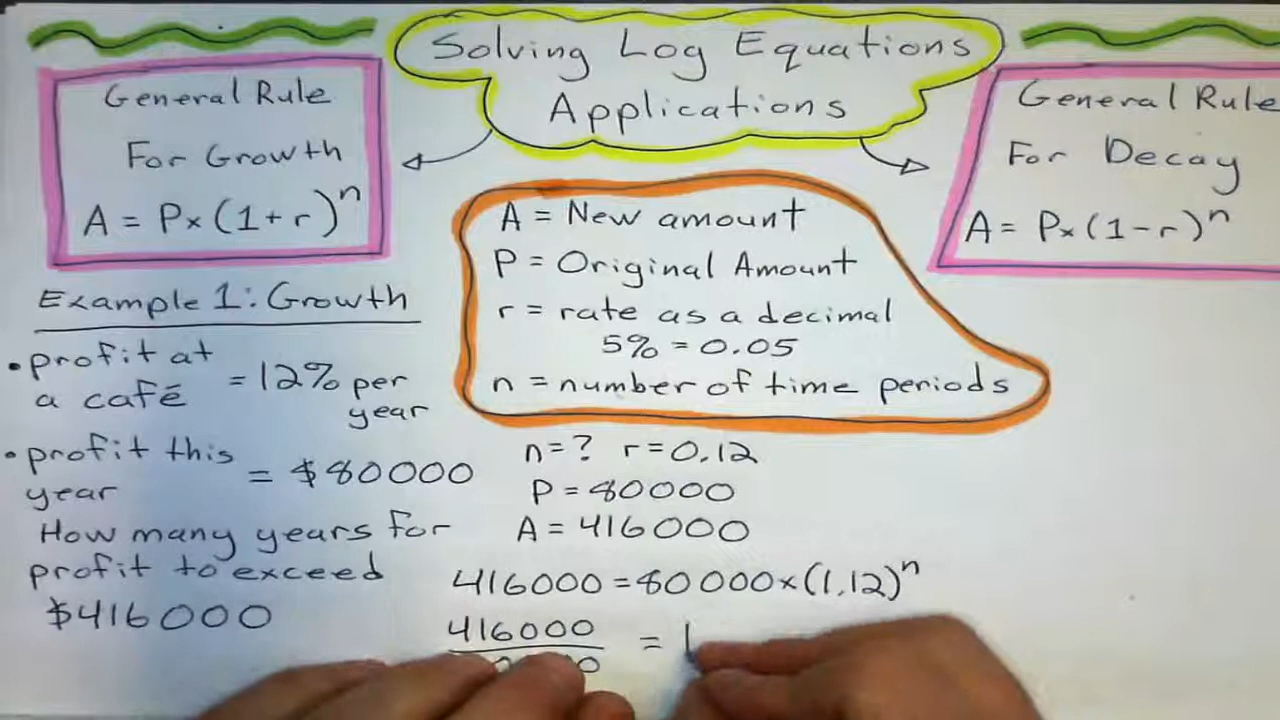 Solving Log Equations
Applications
General Rule
For Growth
A = P×(1+r)ⁿ
General Rule
For Decay
A = P×(1-r)ⁿ
A = New amount
P = Original Amount
r = rate as a decimal
5% = 0.05
n = number of time periods
Example 1: Growth
• profit at a café = 12% per year
• profit this year = $80000
How many years for
profit to exceed
$416000
n = ? r = 0.12
P = 80000
A = 416000
416000 = 80000×(1.12)ⁿ
416000
=